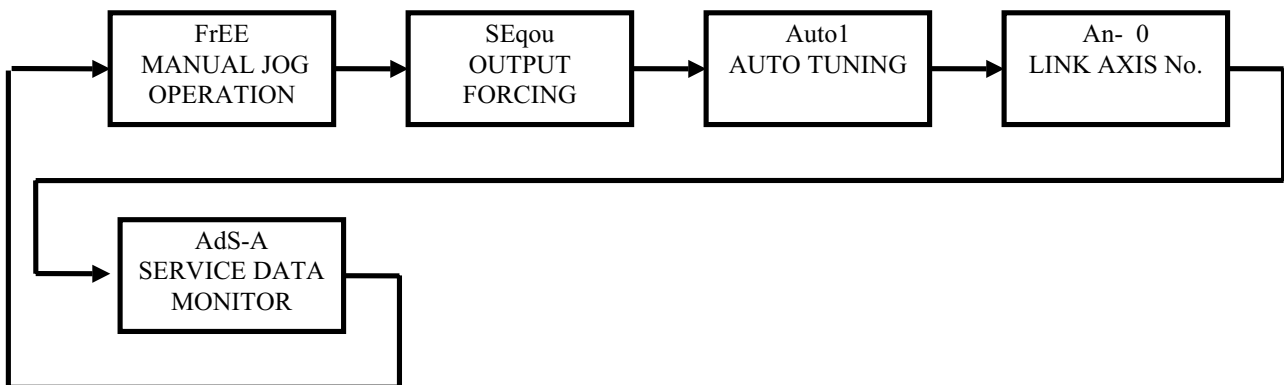 FrEE
MANUAL JOG
OPERATION
SEqou
OUTPUT
FORCING
Auto1
AUTO TUNING
An-  0
LINK AXIS No.
AdS-A
SERVICE DATA
MONITOR